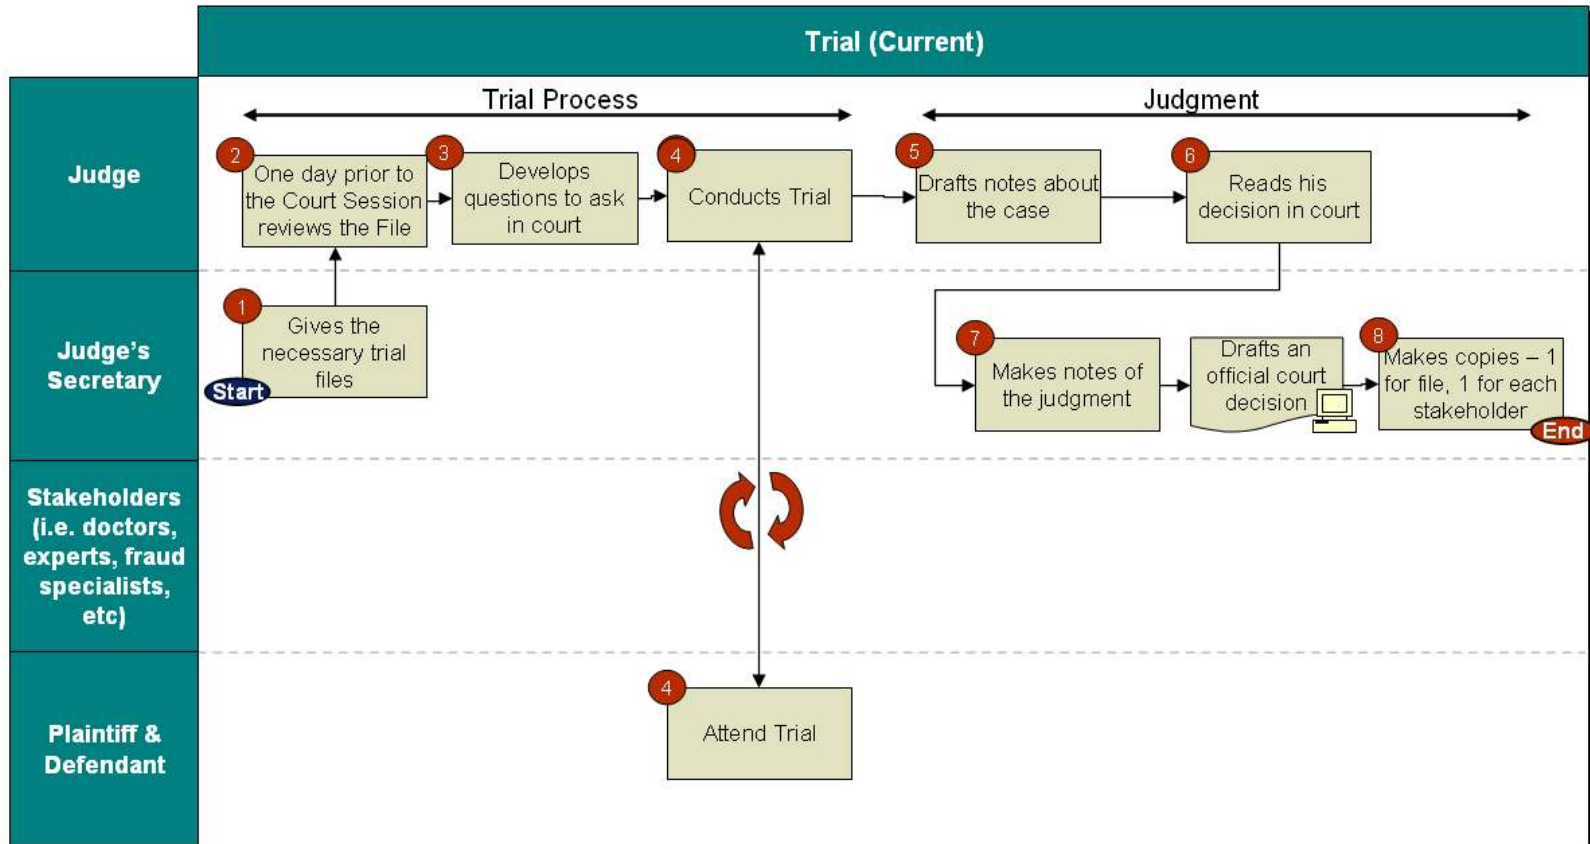 Trial (Current)
Trial Process
Judgment
Judge
2
One day prior to
the Court Session
reviews the File
3
Develops
questions to ask
in court
4
Conducts Trial
5
Drafts notes about
the case
6
Reads his
decision in court
Judge's
Secretary
1
Gives the
necessary trial
files
Start
7
Makes notes of
the judgment
Drafts an
official court
decision
8
Makes copies – 1
for file, 1 for each
stakeholder
End
Stakeholders
(i.e. doctors,
experts, fraud
specialists,
etc)
Plaintiff &
Defendant
4
Attend Trial